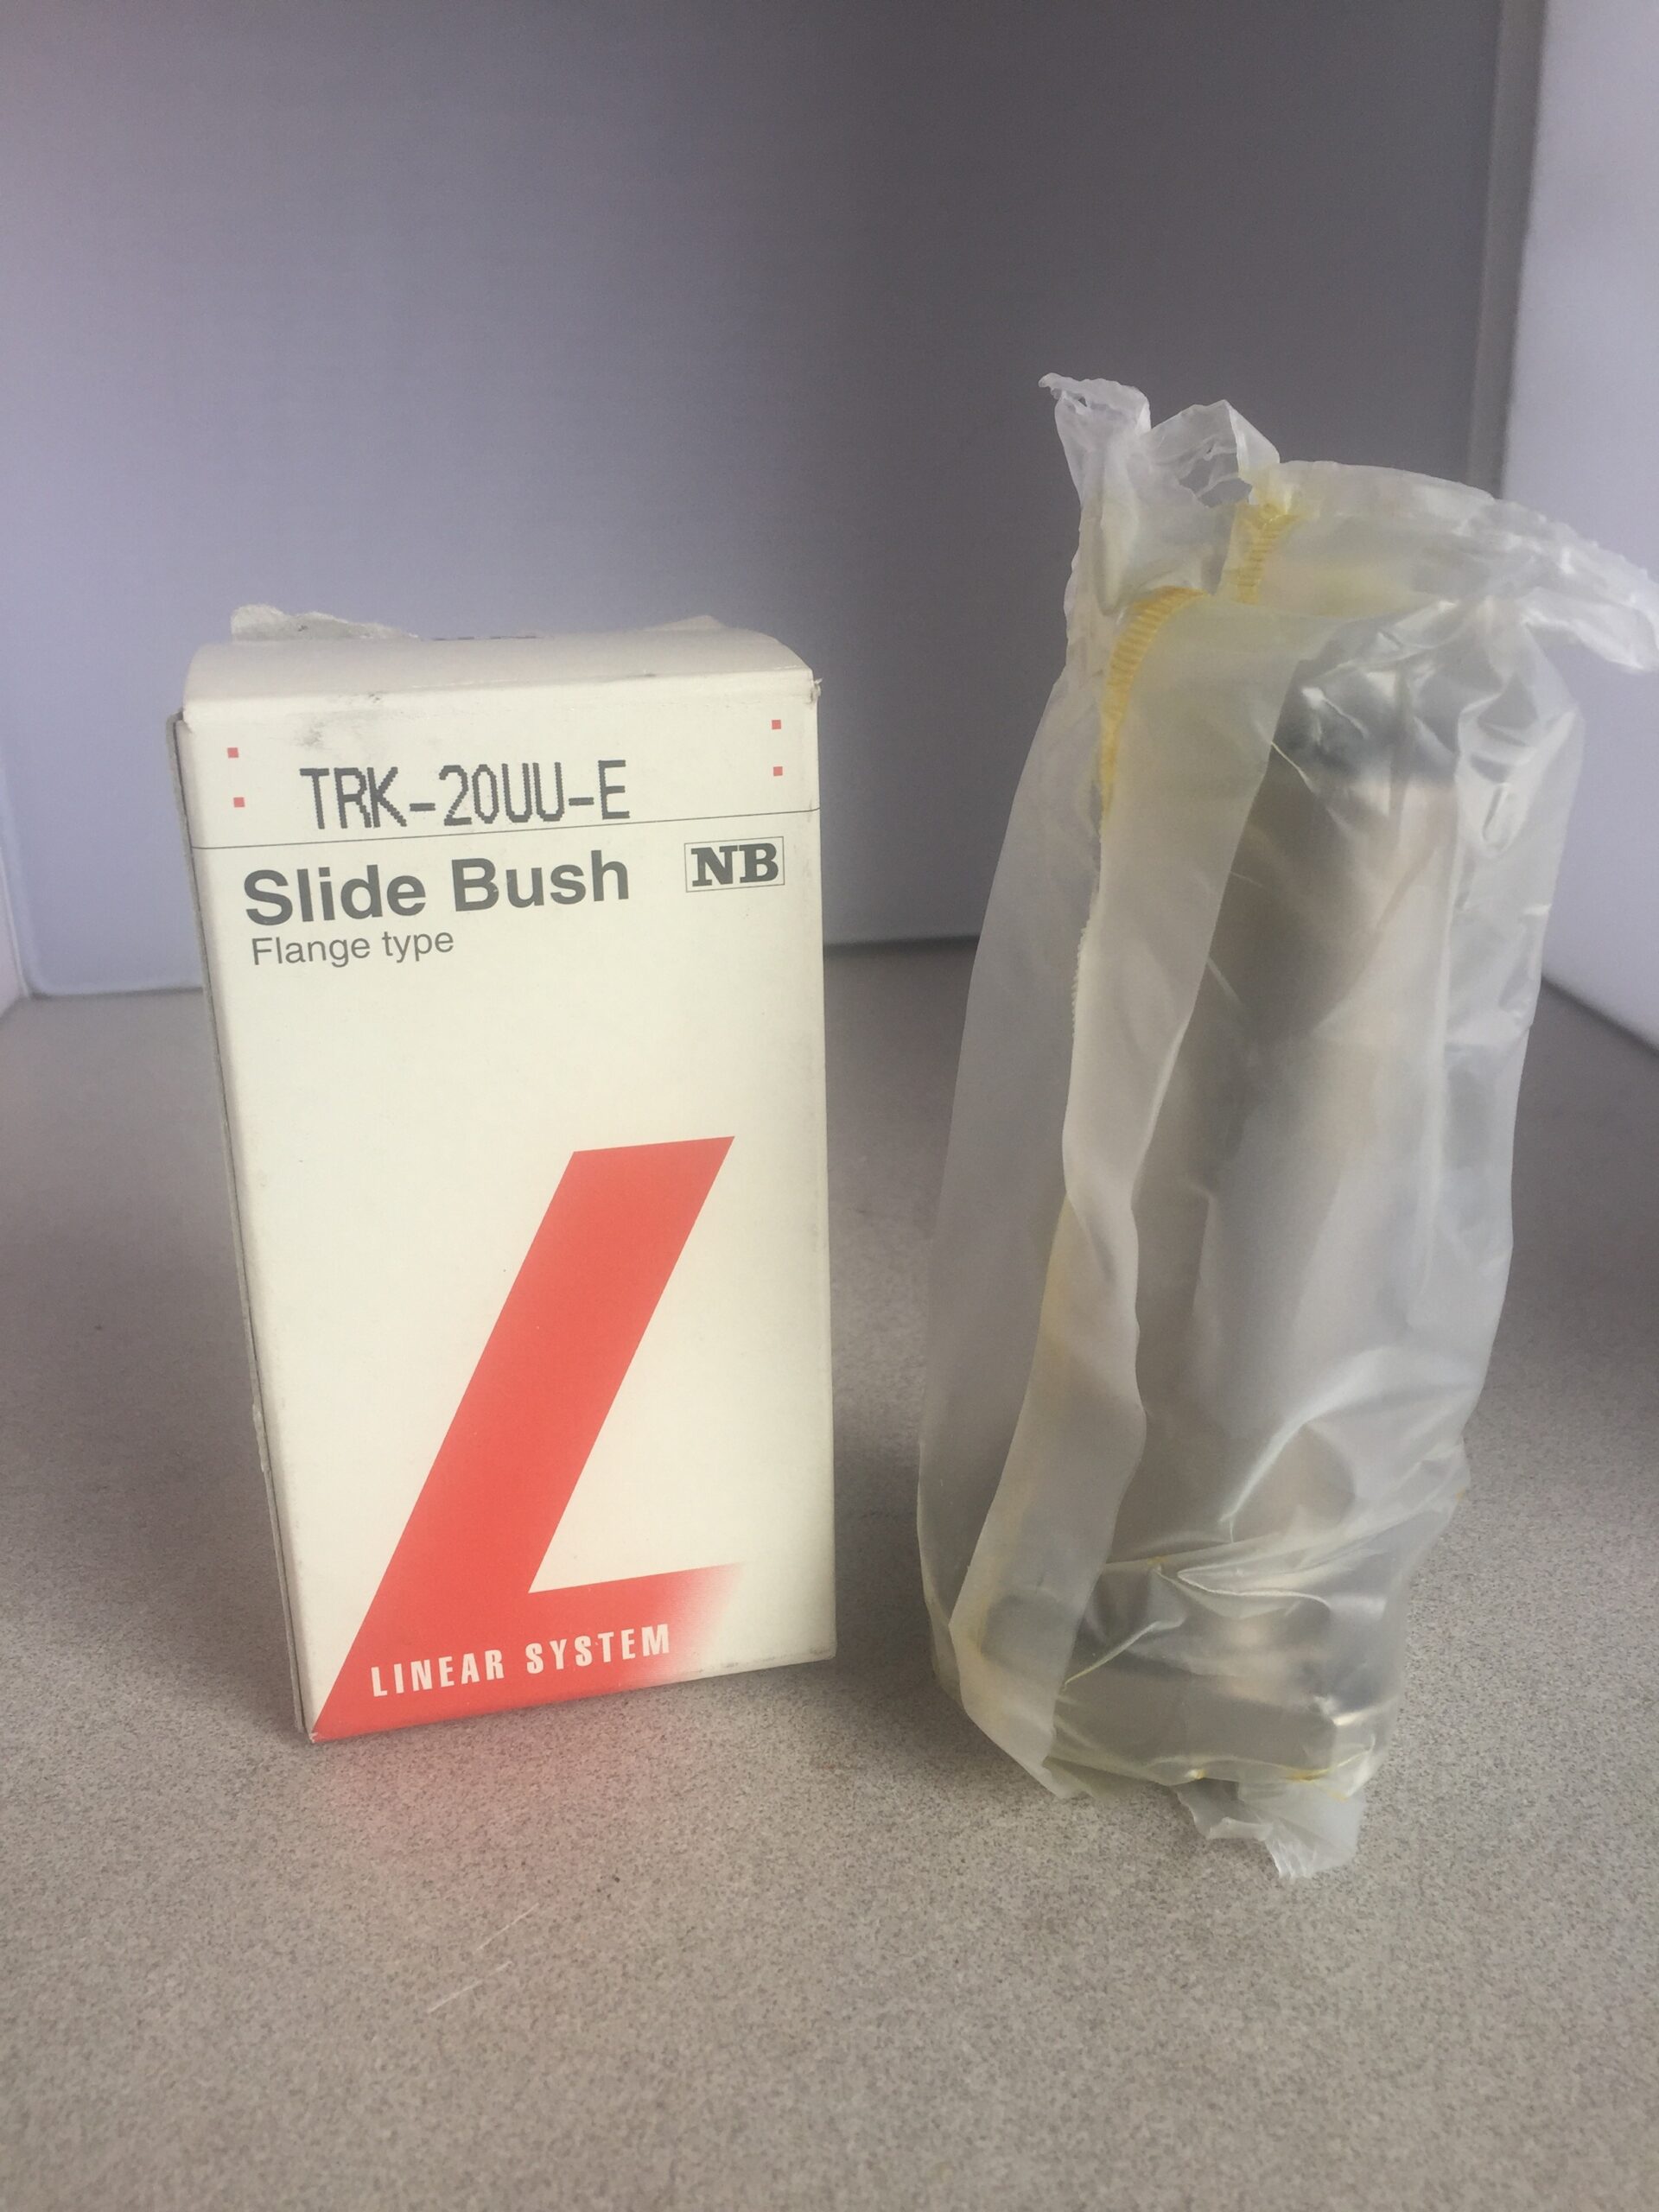 TRK-20UU-E
Slide Bush NB
Flange type
LINEAR SYSTEM